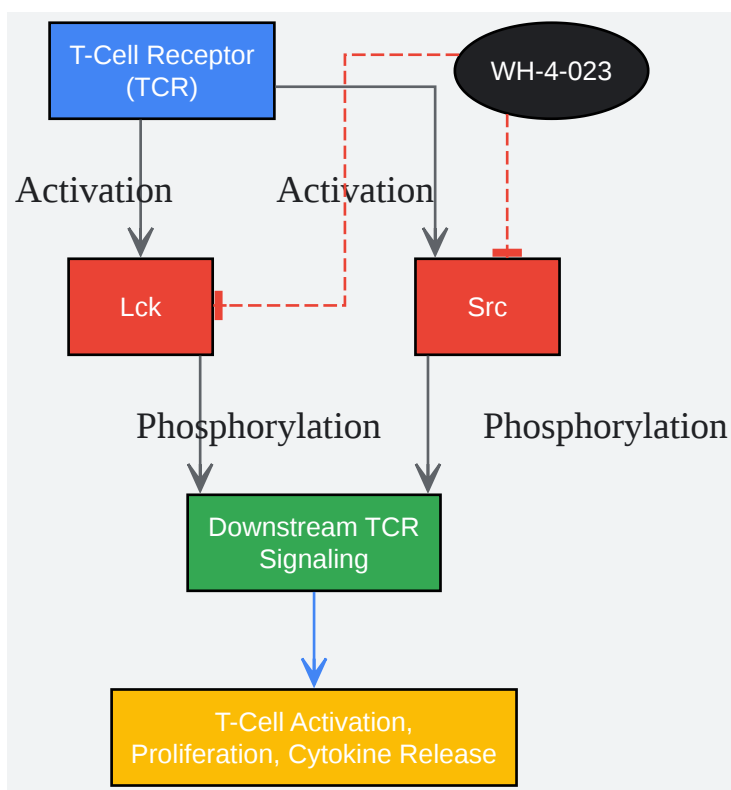 T-Cell Receptor
(TCR)
WH-4-023
Activation
Activation
Lck
Src
Phosphorylation
Phosphorylation
Downstream TCR
Signaling
T-Cell Activation,
Proliferation, Cytokine Release